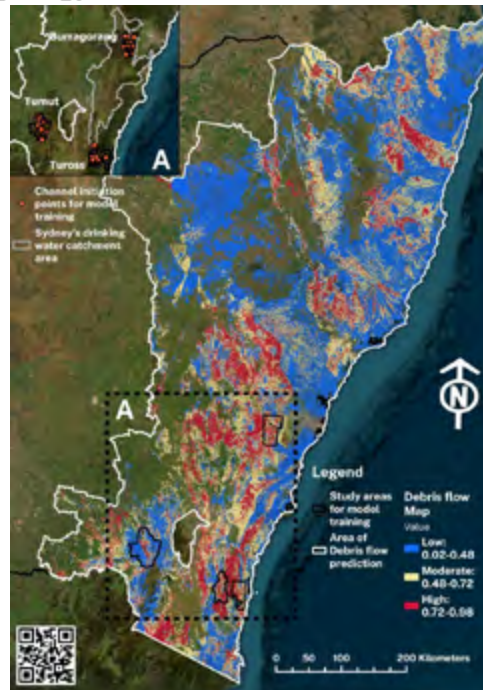 Burragorang
Tumut
Tuross
A
Channel initiation
points for model
training
Sydney's drinking
water catchment
area
A
N
Legend
Study areas
for model
training
Area of
Debris flow
prediction
Debris flow
Map
Value
Low:
0.02-0.48
Moderate:
0.48-0.72
High:
0.72-0.98
0 50 100 200 Kilometers